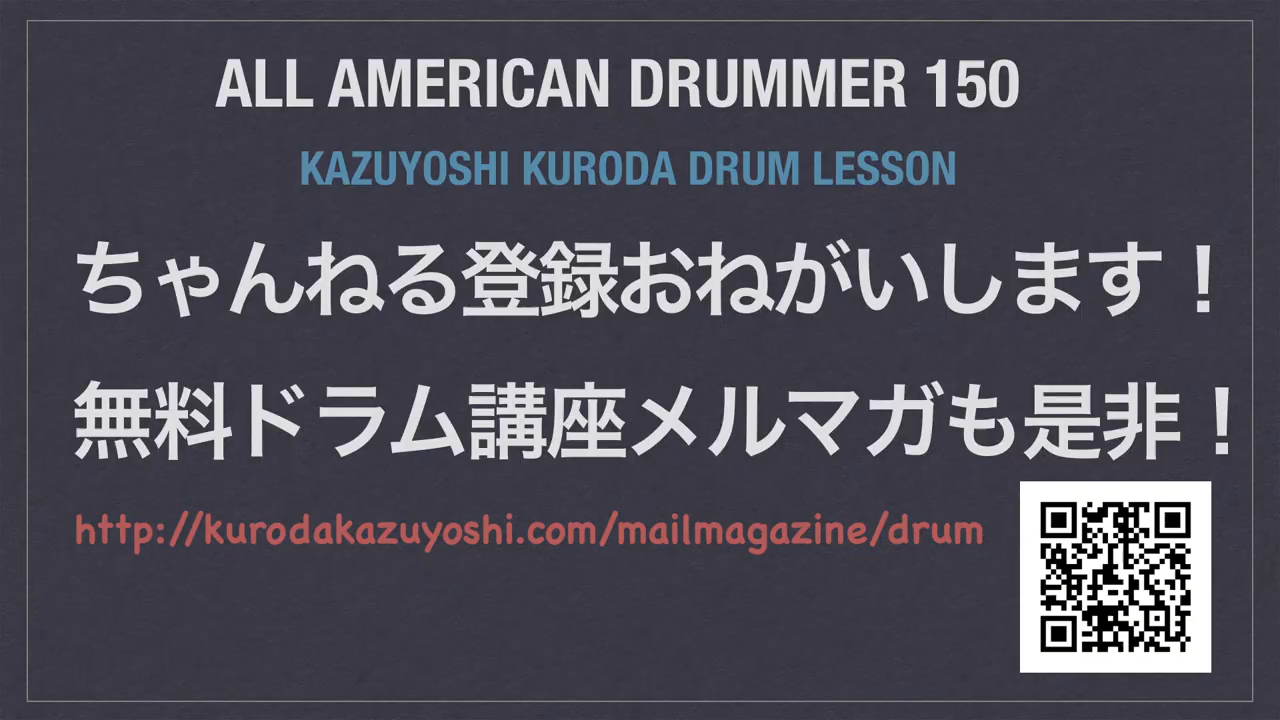 ALL AMERICAN DRUMMER 150
KAZUYOSHI KURODA DRUM LESSON
ちゃんねる登録おねがいします！
無料ドラム講座メルマガも是非！
http://kurodakazuyoshi.com/mailmagazine/drum